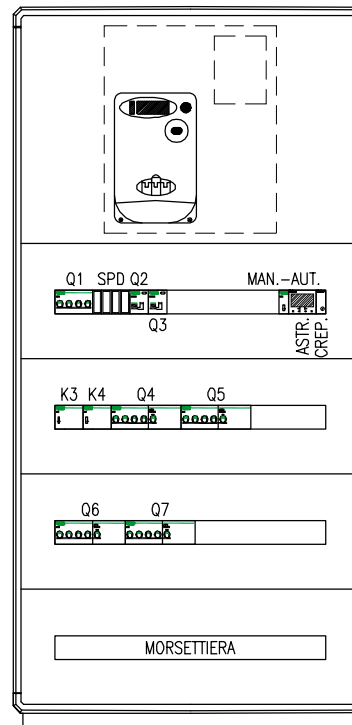 Q1 SPD Q2 MAN.-AUT.
Q3
ASTR.
CREP.
K3 K4 Q4 Q5
Q6 Q7
MORSETTIERA